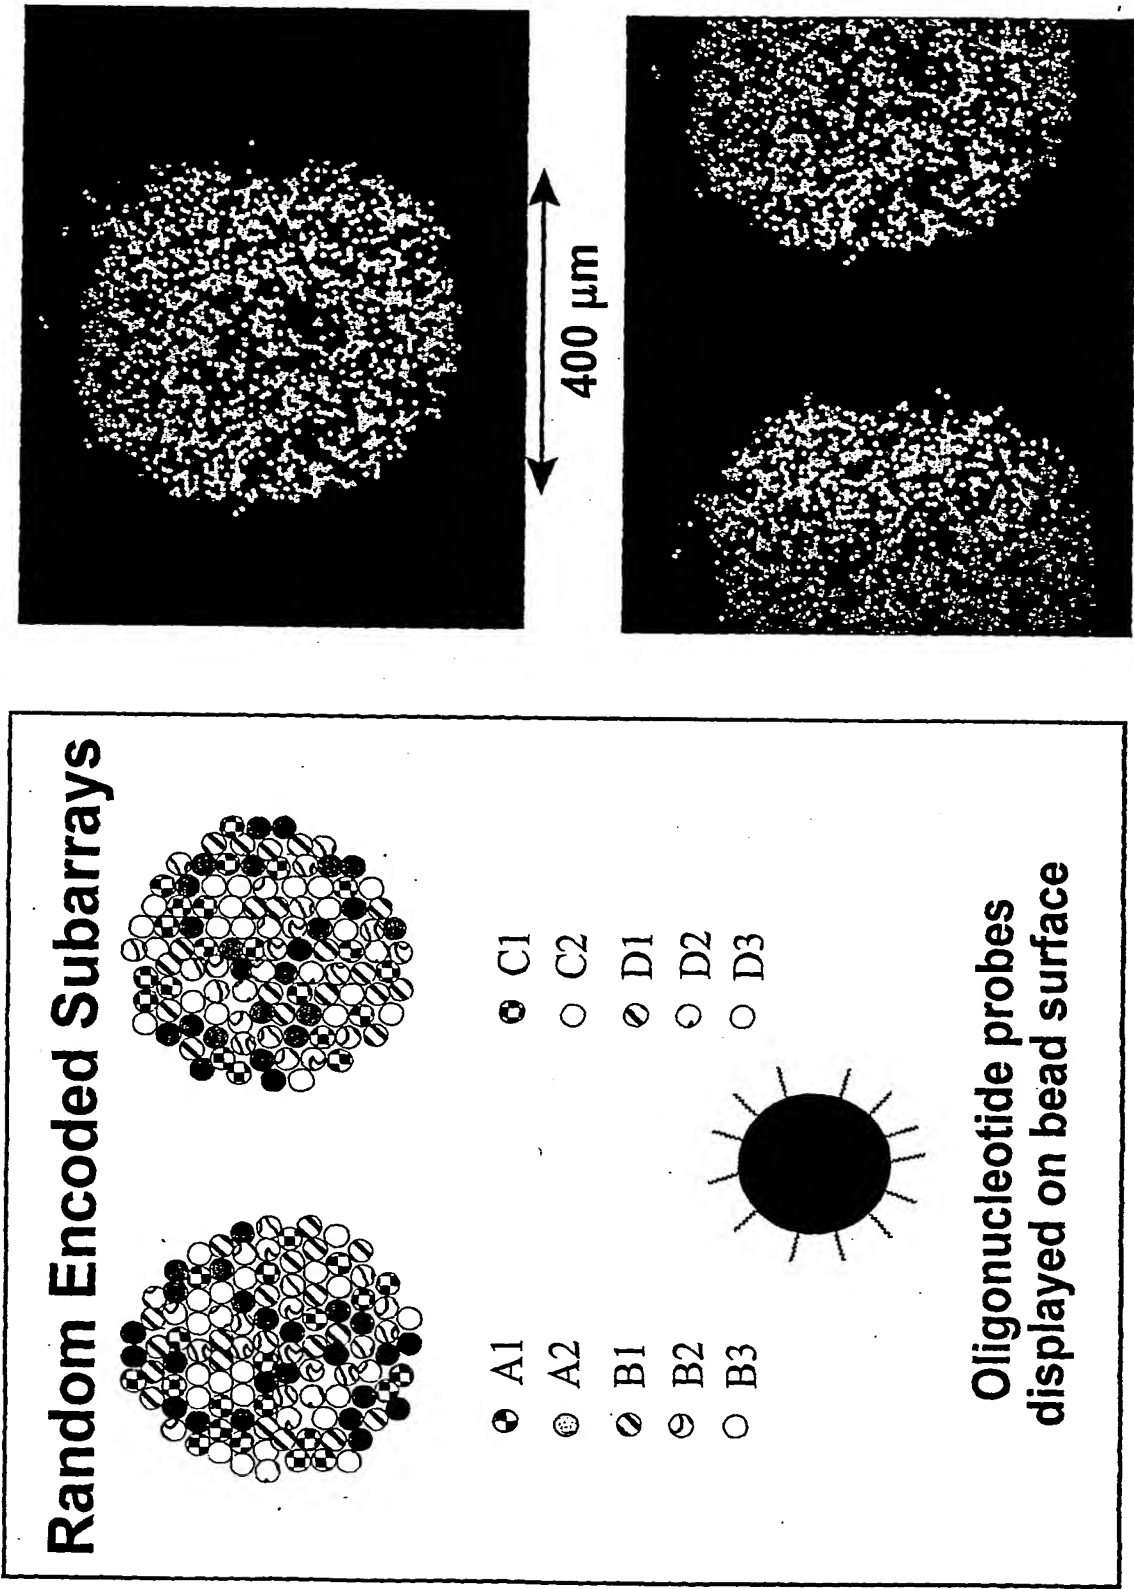 Random Encoded Subarrays
A1
A2
B1
B2
B3
C1
C2
D1
D2
D3
Oligonucleotide probes
displayed on bead surface
400 μm